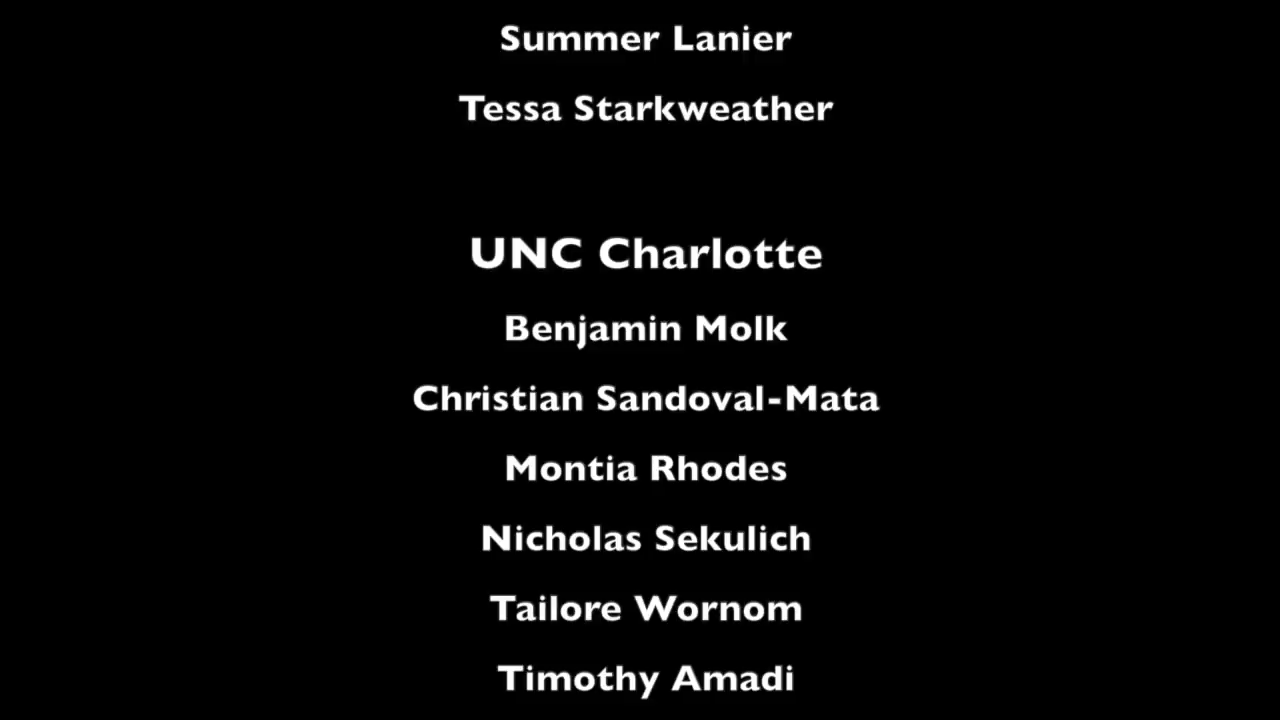 Summer Lanier
Tessa Starkweather
UNC Charlotte
Benjamin Molk
Christian Sandoval-Mata
Montia Rhodes
Nicholas Sekulich
Tailore Wornom
Timothy Amadi